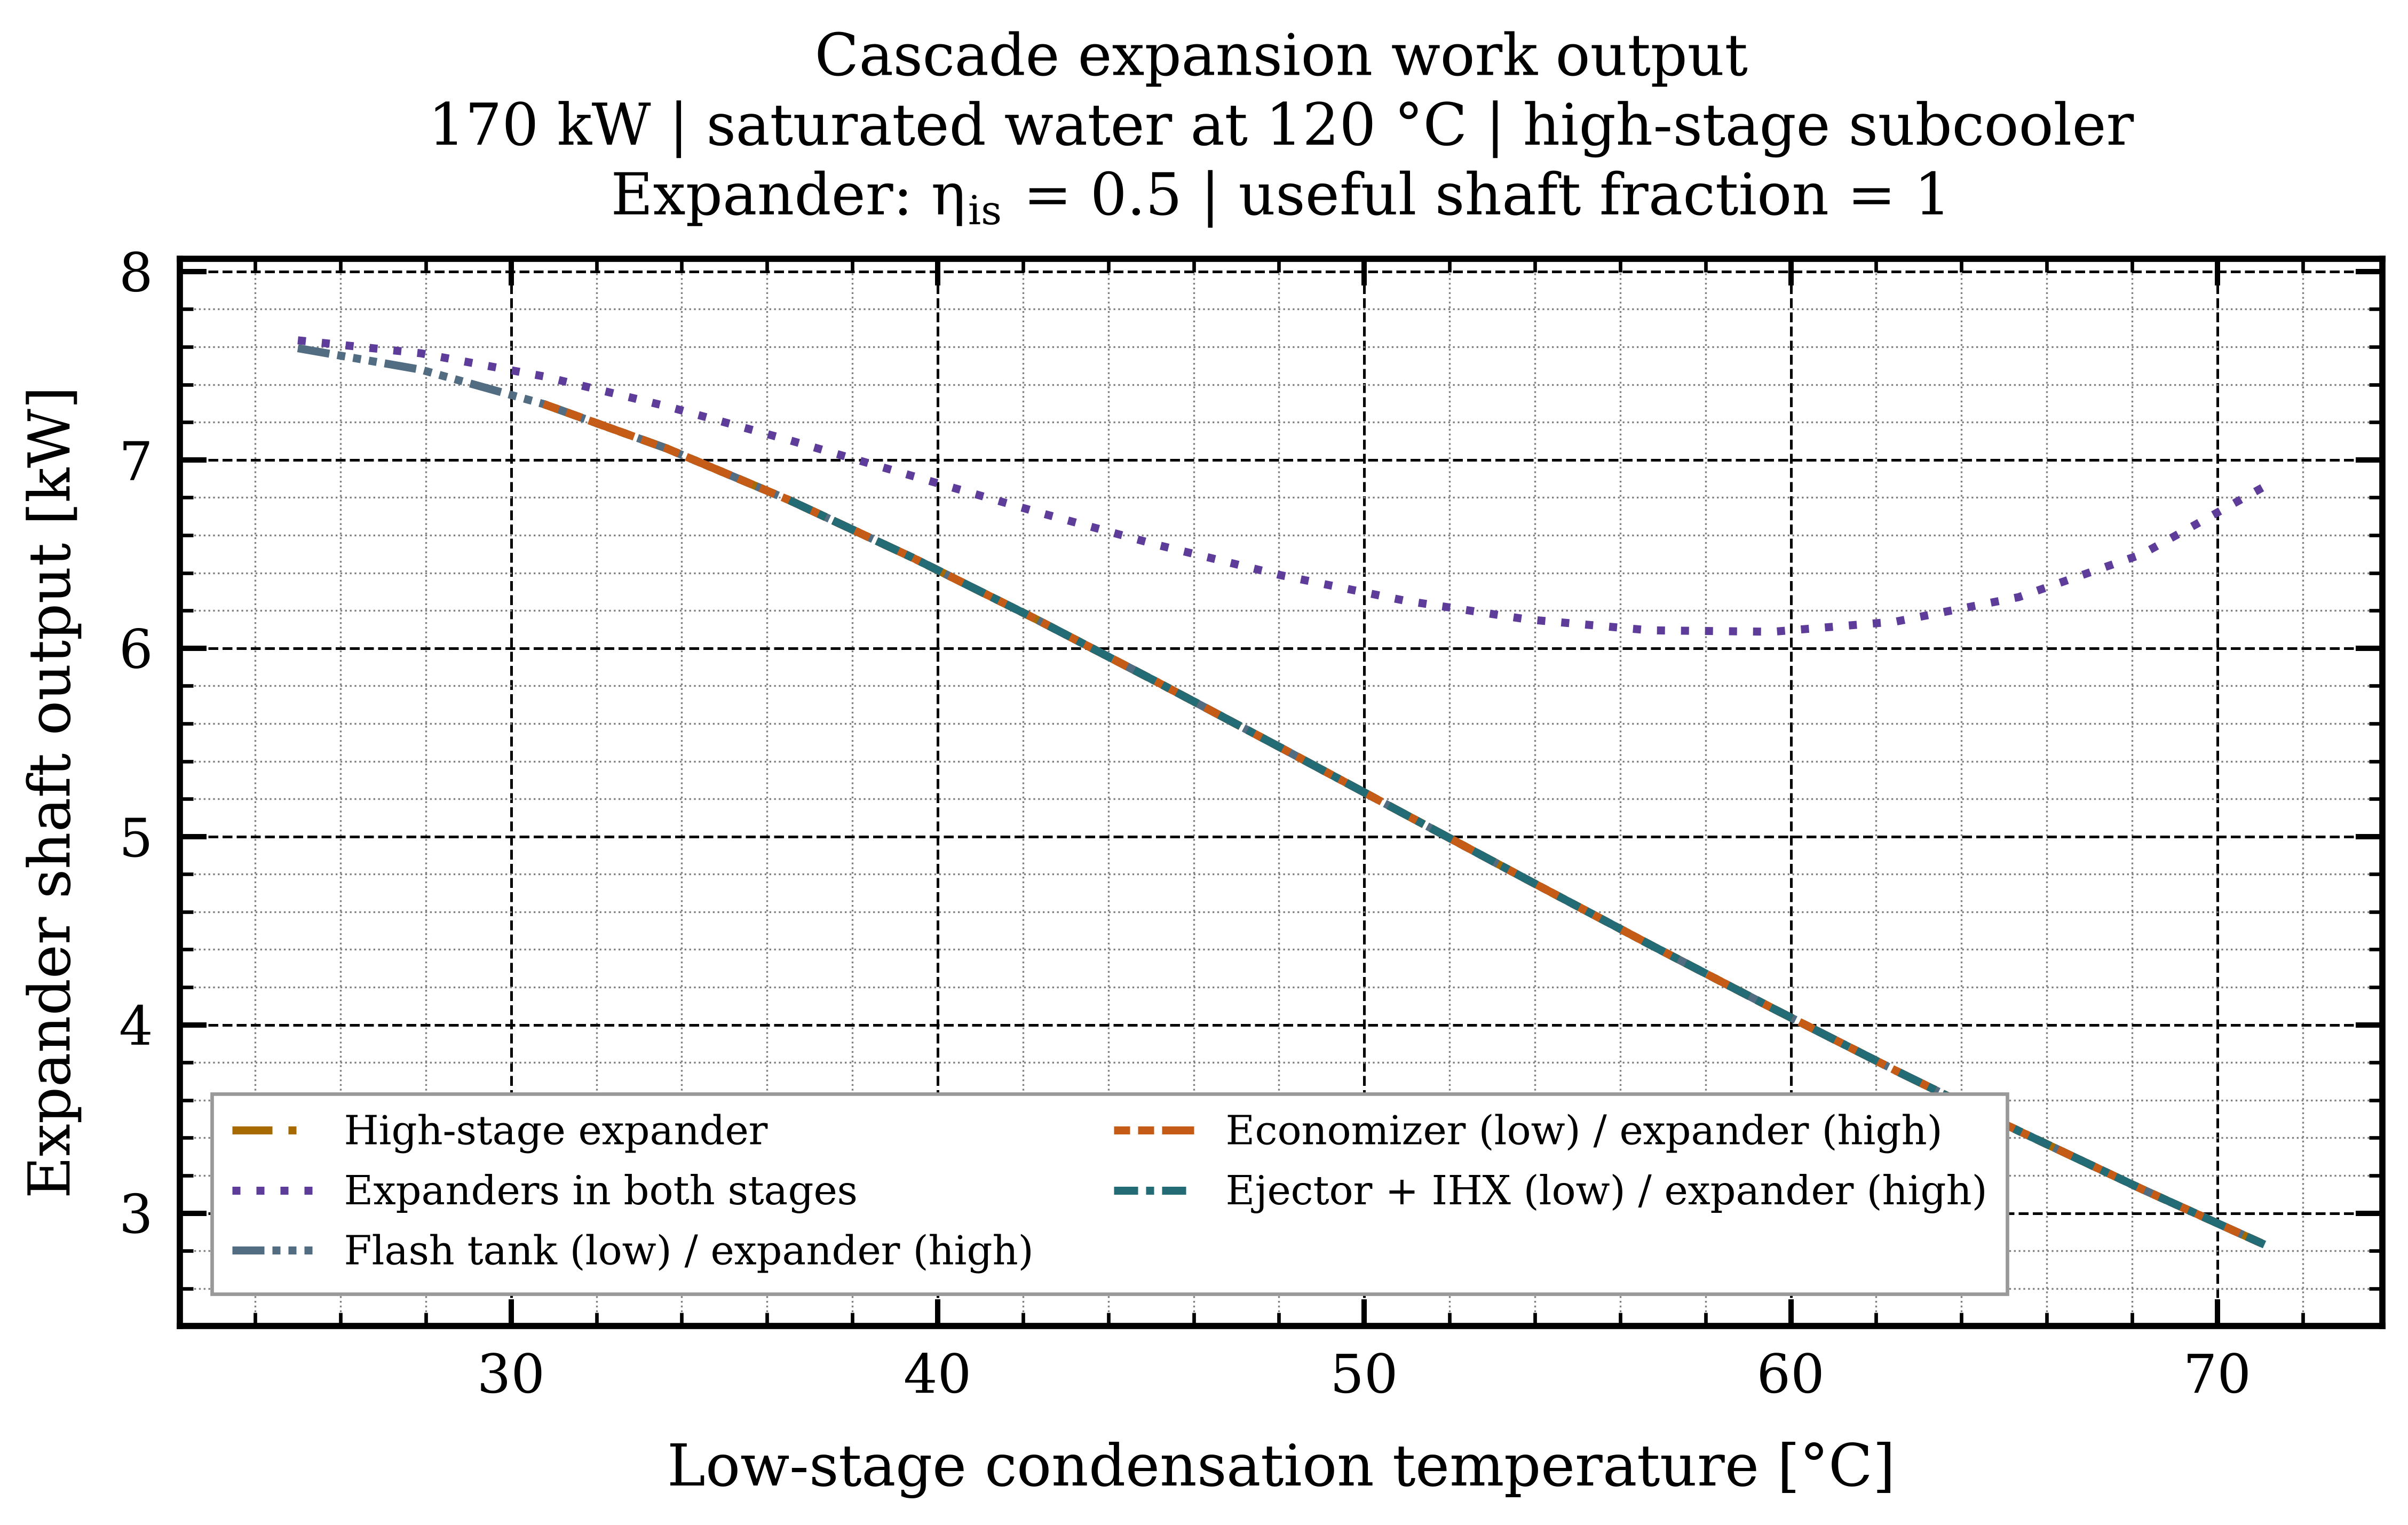 Cascade expansion work output
170 kW | saturated water at 120 °C | high-stage subcooler
Expander: ηis = 0.5 | useful shaft fraction = 1
Expander shaft output [kW]
8
7
6
5
4
3
High-stage expander
Expanders in both stages
Flash tank (low) / expander (high)
Economizer (low) / expander (high)
Ejector + IHX (low) / expander (high)
30 40 50 60 70
Low-stage condensation temperature [°C]